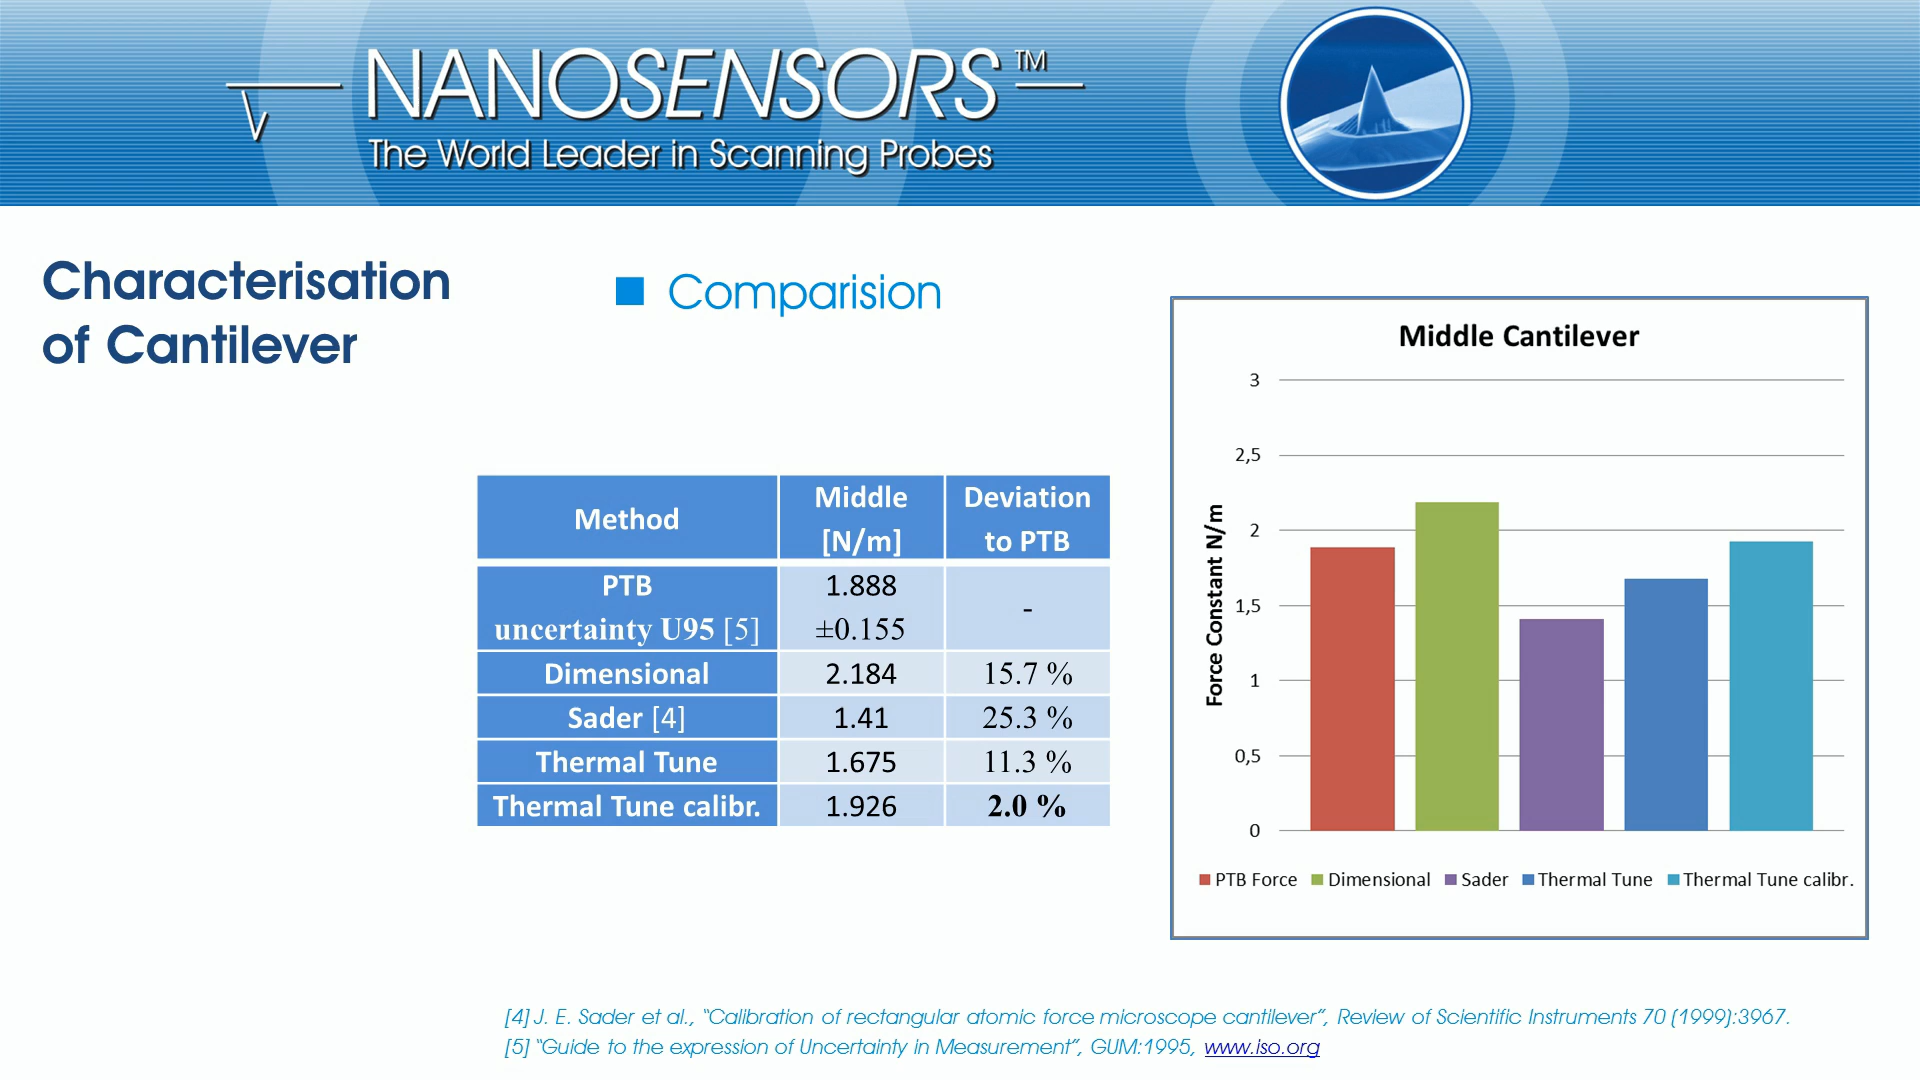 NANOSENSORS™
The World Leader in Scanning Probes
Characterisation
of Cantilever
■ Comparision
Method Middle [N/m] Deviation to PTB
PTB uncertainty U95 [5] 1.888 ±0.155 -
Dimensional 2.184 15.7 %
Sader [4] 1.41 25.3 %
Thermal Tune 1.675 11.3 %
Thermal Tune calibr. 1.926 2.0 %
Middle Cantilever
Force Constant N/m
3
2,5
2
1,5
1
0,5
0
PTB Force Dimensional Sader Thermal Tune Thermal Tune calibr.
[4] J. E. Sader et al., “Calibration of rectangular atomic force microscope cantilever”, Review of Scientific Instruments 70 (1999):3967.
[5] “Guide to the expression of Uncertainty in Measurement”, GUM:1995, www.iso.org